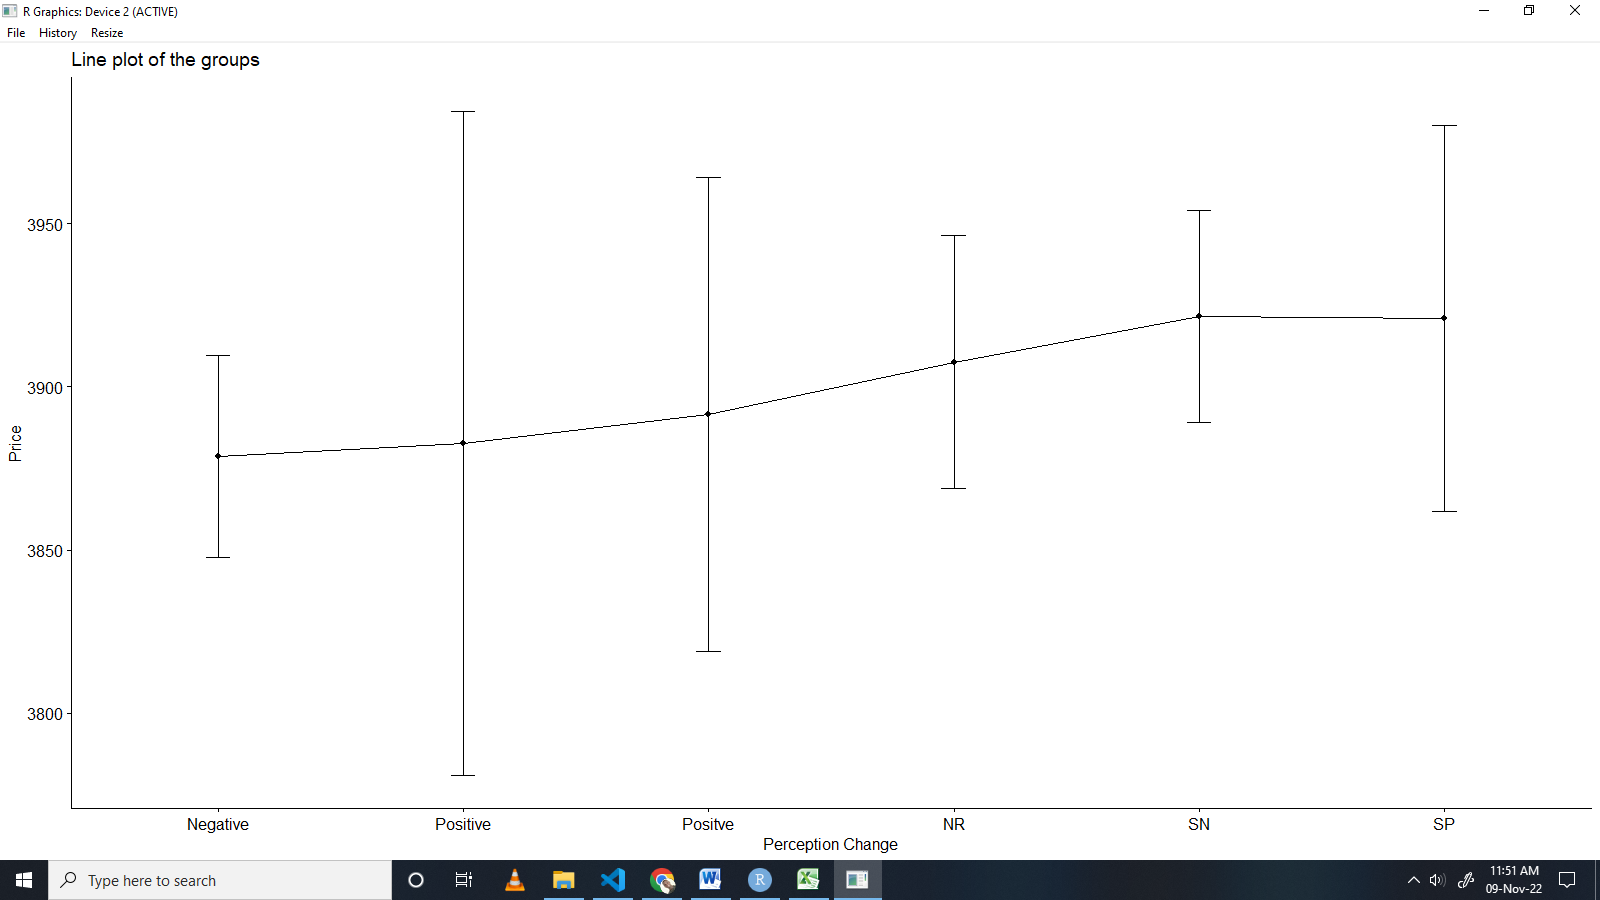 R Graphics: Device 2 (ACTIVE)
File History Resize
Line plot of the groups
3950
3900
3850
3800
Price
Negative Positive Positve NR SN SP
Perception Change
Type here to search
11:51 AM
09-Nov-22